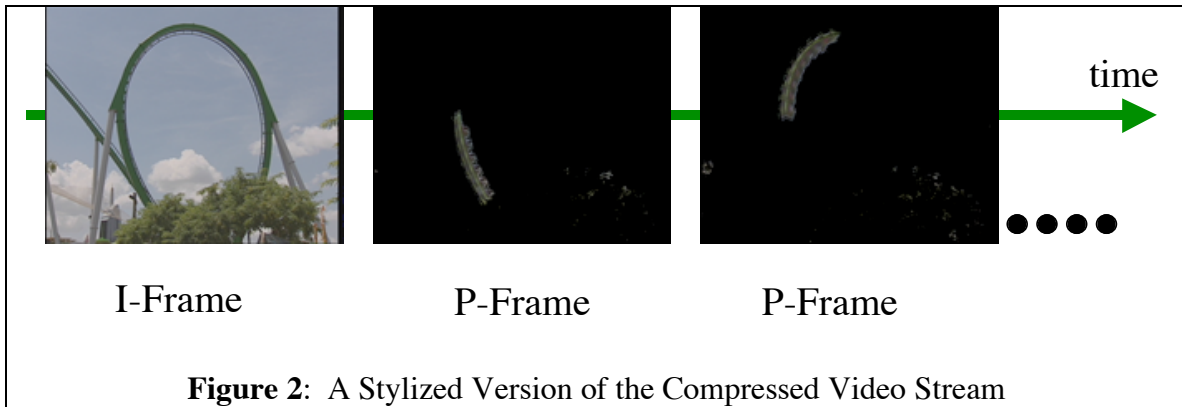 time
I-Frame
P-Frame
P-Frame
Figure 2: A Stylized Version of the Compressed Video Stream